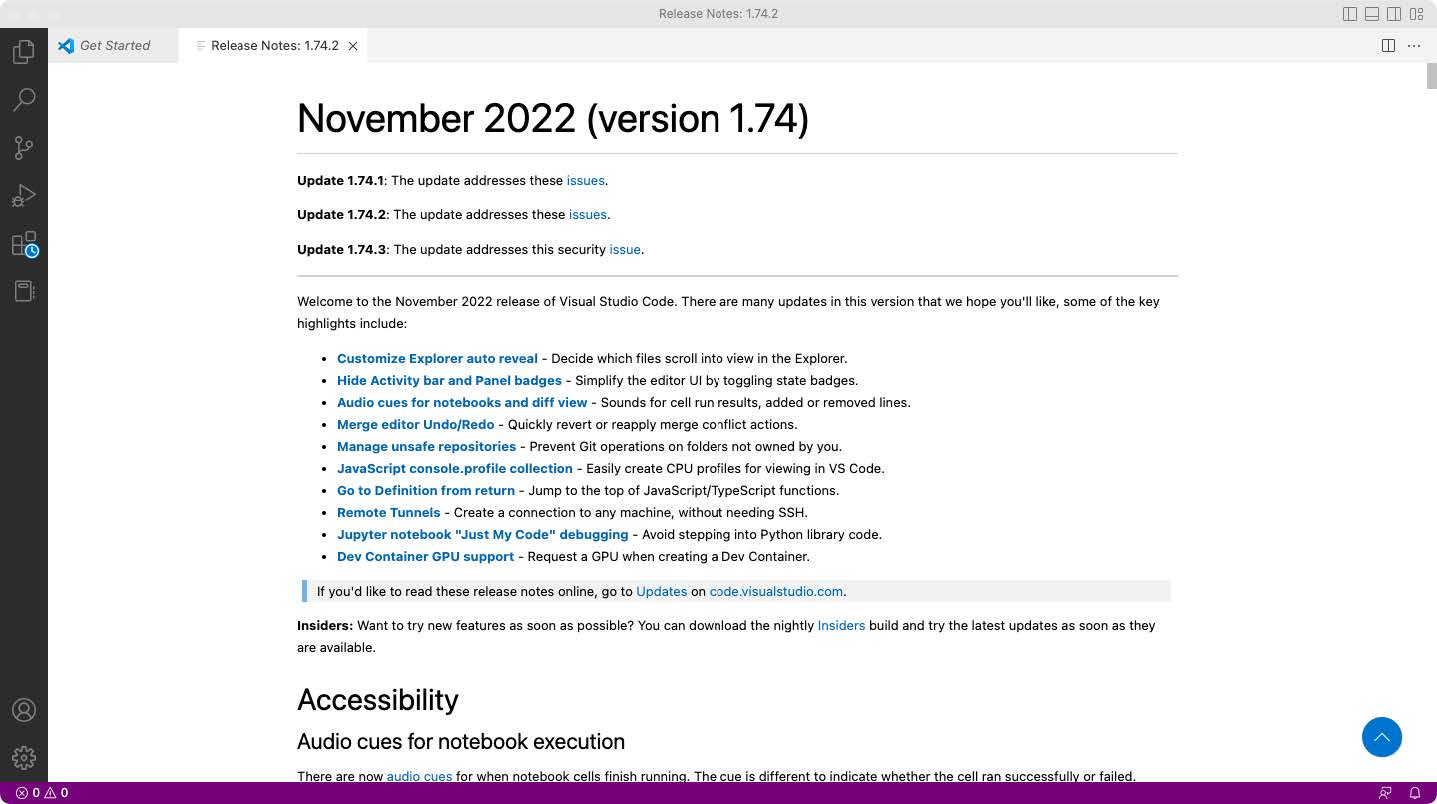 Release Notes: 1.74.2
Get Started
Release Notes: 1.74.2
November 2022 (version 1.74)
Update 1.74.1: The update addresses these issues.
Update 1.74.2: The update addresses these issues.
Update 1.74.3: The update addresses this security issue.
Welcome to the November 2022 release of Visual Studio Code. There are many updates in this version that we hope you'll like, some of the key
highlights include:
• Customize Explorer auto reveal - Decide which files scroll into view in the Explorer.
• Hide Activity bar and Panel badges - Simplify the editor UI by toggling state badges.
• Audio cues for notebooks and diff view - Sounds for cell run results, added or removed lines.
• Merge editor Undo/Redo - Quickly revert or reapply merge conflict actions.
• Manage unsafe repositories - Prevent Git operations on folders not owned by you.
• JavaScript console.profile collection - Easily create CPU profiles for viewing in VS Code.
• Go to Definition from return - Jump to the top of JavaScript/TypeScript functions.
• Remote Tunnels - Create a connection to any machine, without needing SSH.
• Jupyter notebook "Just My Code" debugging - Avoid stepping into Python library code.
• Dev Container GPU support - Request a GPU when creating a Dev Container.
If you'd like to read these release notes online, go to Updates on code.visualstudio.com.
Insiders: Want to try new features as soon as possible? You can download the nightly Insiders build and try the latest updates as soon as they
are available.
Accessibility
Audio cues for notebook execution
There are now audio cues for when notebook cells finish running. The cue is different to indicate whether the cell ran successfully or failed.
0 0